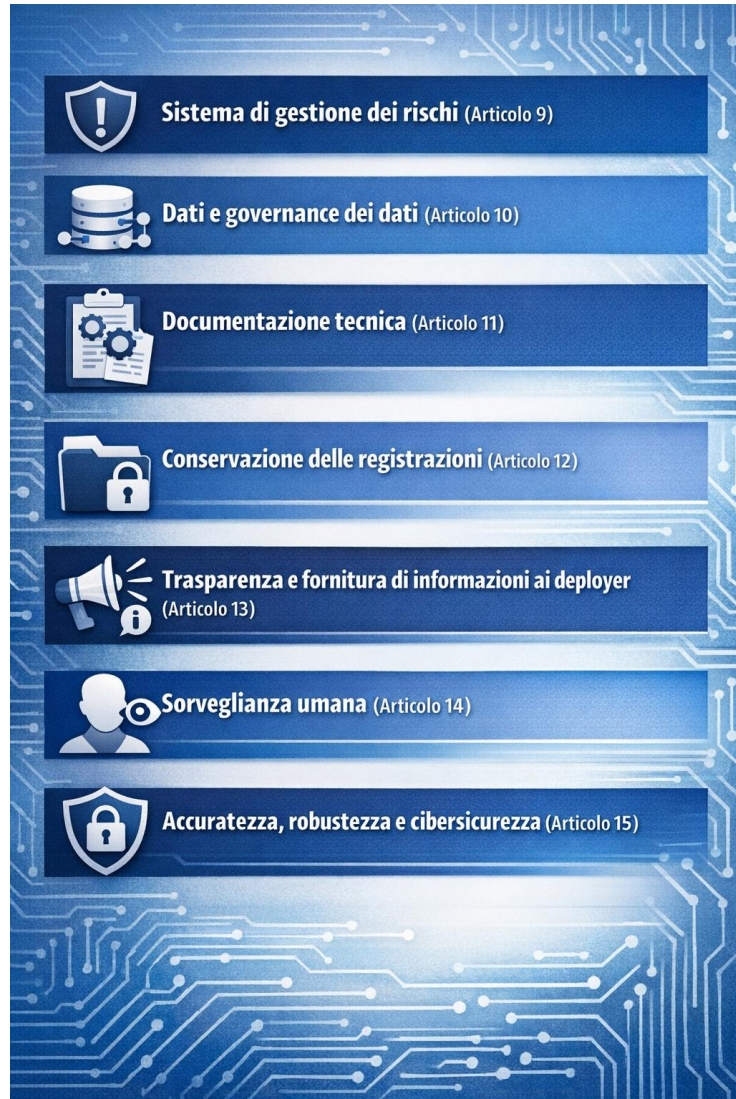 Sistema di gestione dei rischi (Articolo 9)
Dati e governance dei dati (Articolo 10)
Documentazione tecnica (Articolo 11)
Conservazione delle registrazioni (Articolo 12)
Trasparenza e fornitura di informazioni ai deployer
(Articolo 13)
Sorveglianza umana (Articolo 14)
Accuratezza, robustezza e cibersicurezza (Articolo 15)